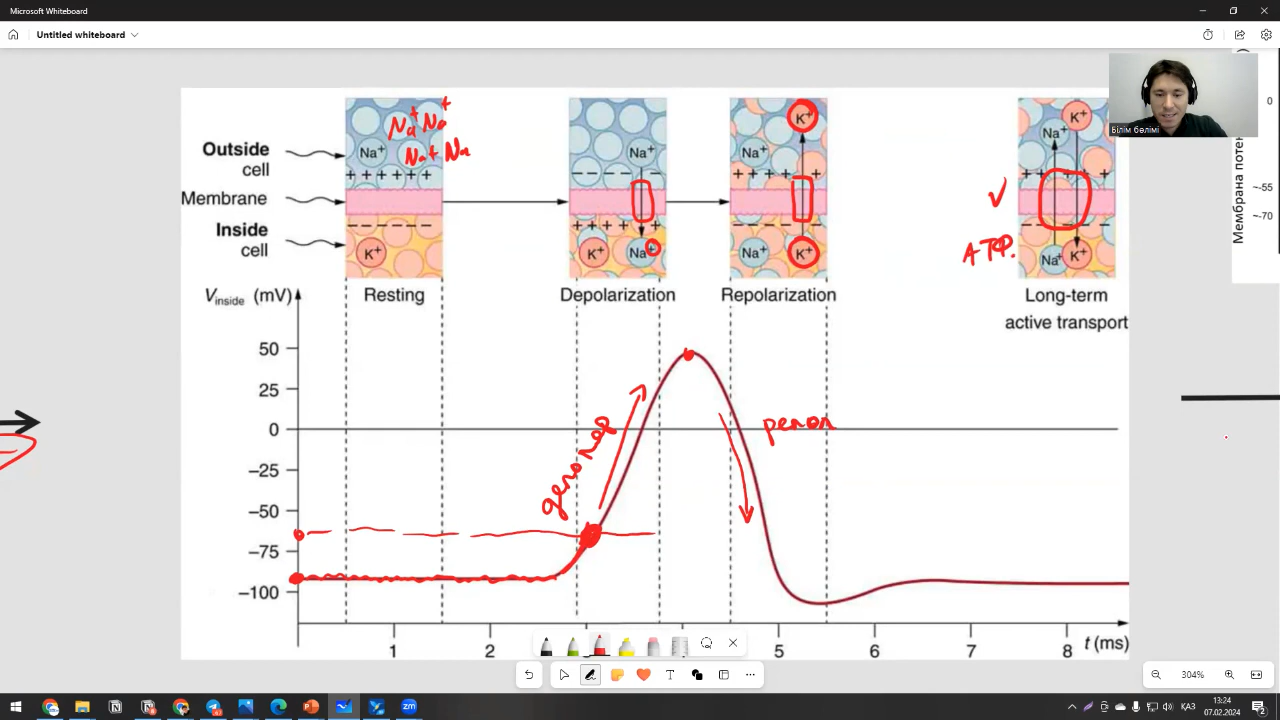 Microsoft Whiteboard
Untitled whiteboard
Outside
cell
Membrane
Inside
cell
Na+ Na+
Na+ Na
Na+
+ + + + + +
– – – – – –
K+
Na+
– – – – – –
+ + + + + +
K+
Na+
K+
Na+
+ + + + + +
– – – – – –
Na+
K+
K+
Na+
+ + + + + +
– – – – – –
Na+
K+
АТФ.
Білім бөлімі
0
–55
–70
Мембрана потен
Resting
Depolarization
Repolarization
Long-term
active transport
Vinside (mV)
50
25
0
−25
−50
−75
−100
деполяр
репол
1
2
5
6
7
8
t (ms)
304%
13:24
ҚАЗ
07.02.2024